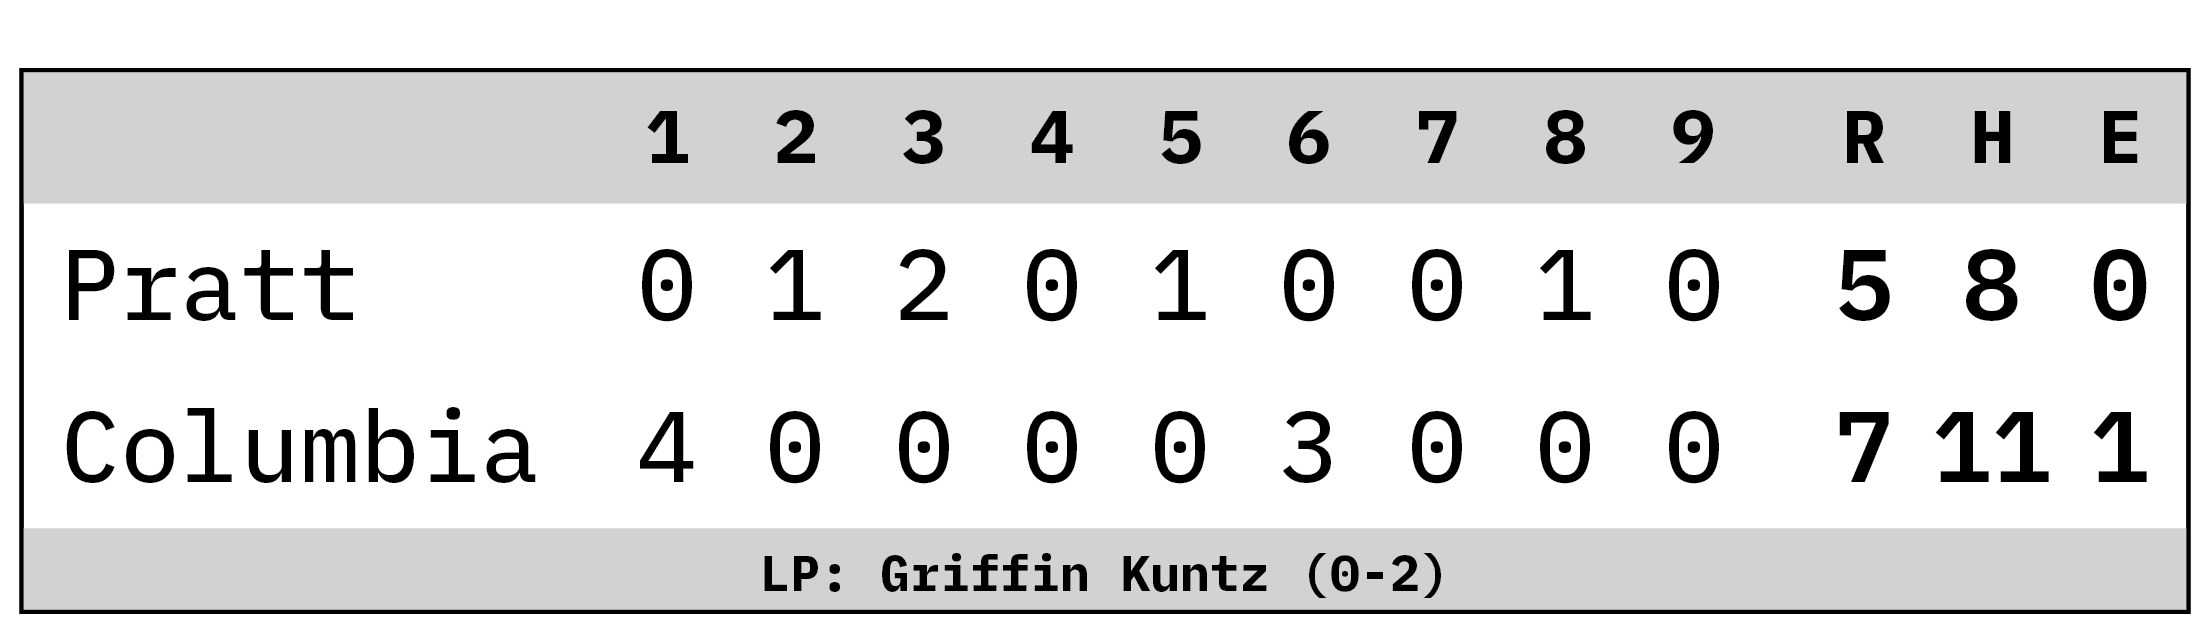 1 2 3 4 5 6 7 8 9 R H E
Pratt 0 1 2 0 1 0 0 1 0 5 8 0
Columbia 4 0 0 0 0 3 0 0 0 7 11 1
LP: Griffin Kuntz (0-2)